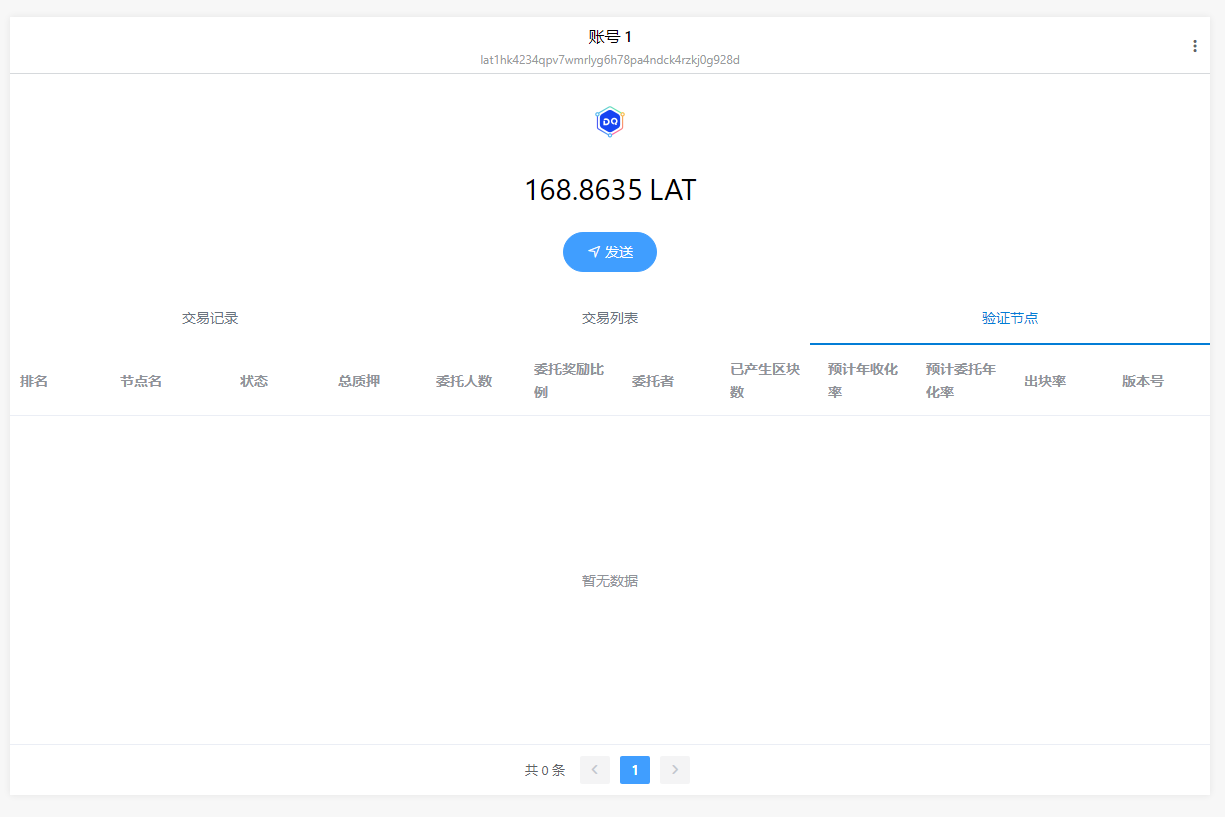 账号 1
lat1hk4234qpv7wmrlyg6h78pa4ndck4rzkj0g928d
DQ
168.8635 LAT
发送
交易记录 交易列表 验证节点
排名 节点名 状态 总质押 委托人数 委托奖励比例 委托者 已产生区块数 预计年收化率 预计委托年化率 出块率 版本号
暂无数据
共 0 条 1